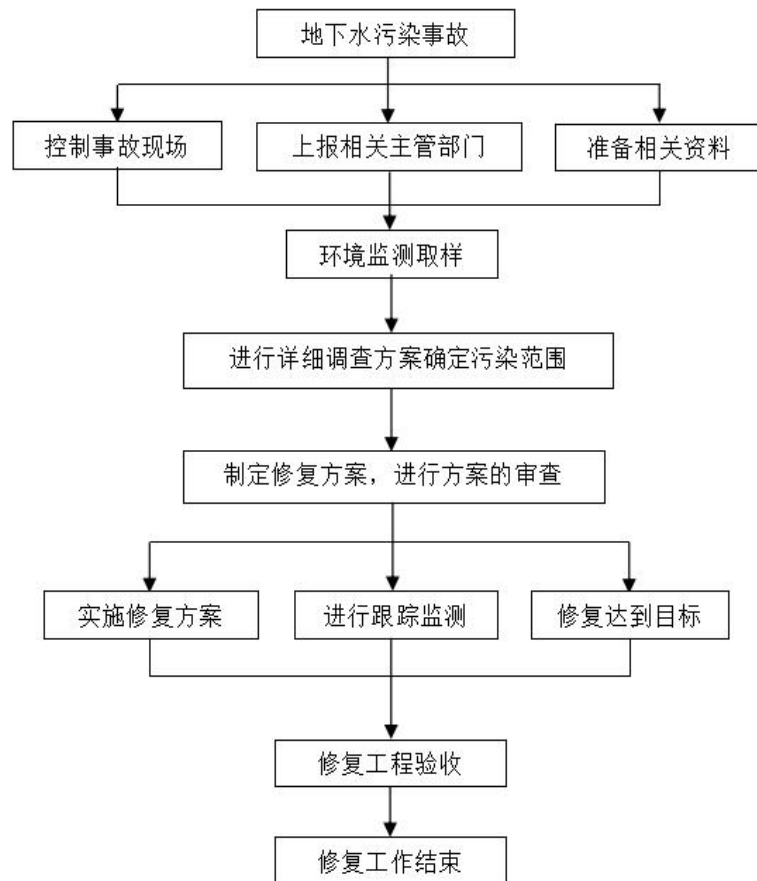 地下水污染事故
控制事故现场
上报相关主管部门
准备相关资料
环境监测取样
进行详细调查方案确定污染范围
制定修复方案，进行方案的审查
实施修复方案
进行跟踪监测
修复达到目标
修复工程验收
修复工作结束